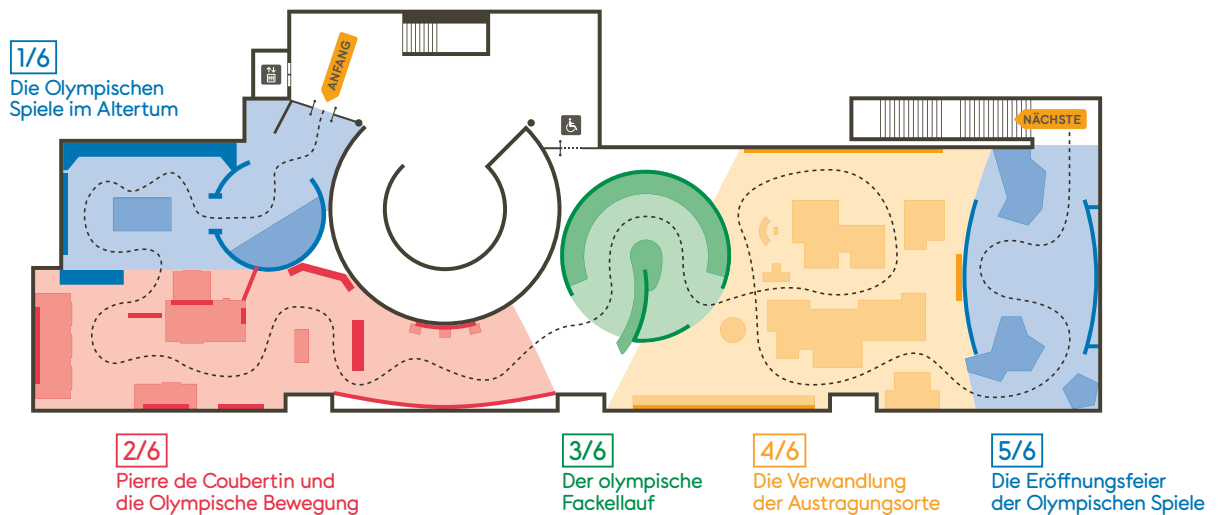 1/6
Die Olympischen
Spiele im Altertum
ANFANG
NÄCHSTE
2/6
Pierre de Coubertin und
die Olympische Bewegung
3/6
Der olympische
Fackellauf
4/6
Die Verwandlung
der Austragungsorte
5/6
Die Eröffnungsfeier
der Olympischen Spiele